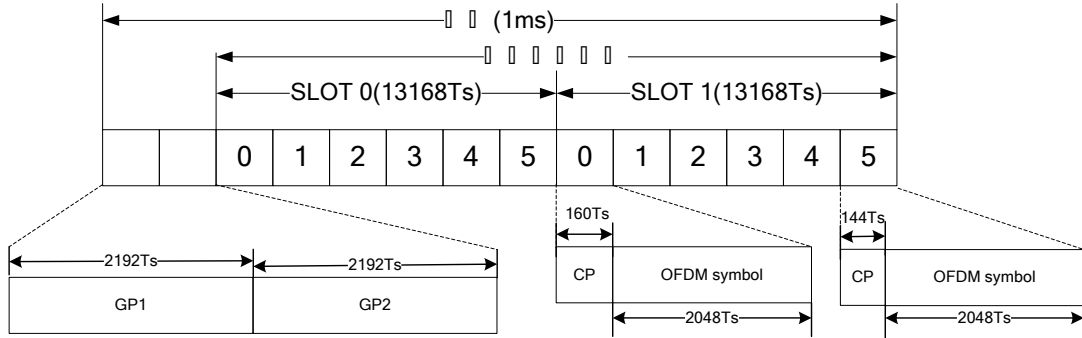 (1ms)
SLOT 0(13168Ts) SLOT 1(13168Ts)
0 1 2 3 4 5 0 1 2 3 4 5
160Ts 144Ts
2192Ts 2192Ts
CP OFDM symbol CP OFDM symbol
GP1 GP2
2048Ts 2048Ts